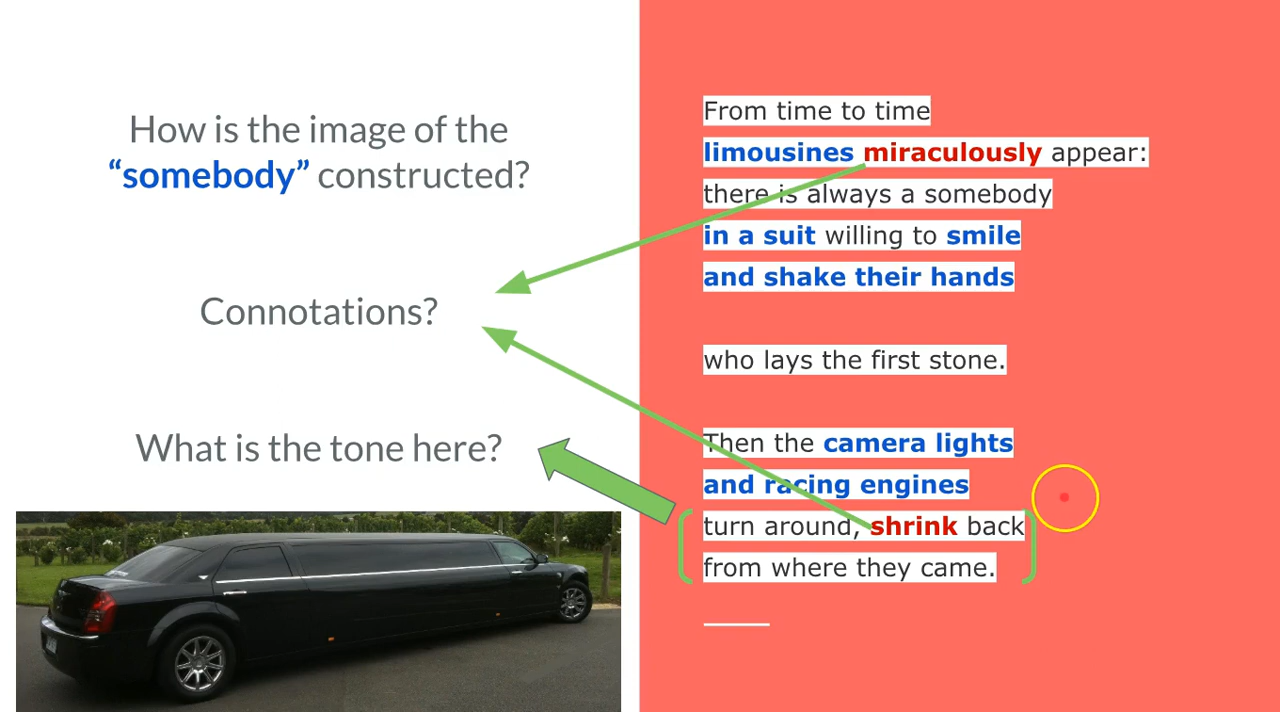 How is the image of the
“somebody” constructed?
Connotations?
What is the tone here?
From time to time
limousines miraculously appear:
there is always a somebody
in a suit willing to smile
and shake their hands
who lays the first stone.
Then the camera lights
and racing engines
turn around, shrink back
from where they came.